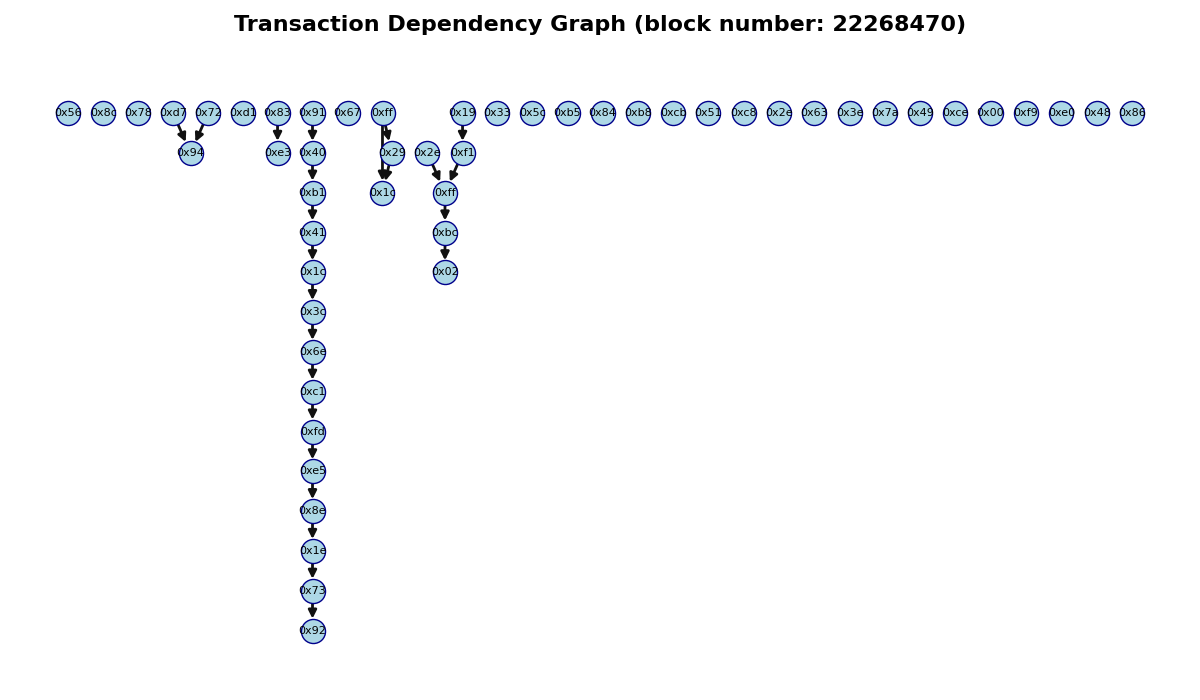 Transaction Dependency Graph (block number: 22268470)
0x56 0x8c 0x78 0xd7 0x72 0xd1 0x83 0x91 0x67 0xff 0x19 0x33 0x5c 0xb5 0x84 0xb8 0xcb 0x51 0xc8 0x2e 0x63 0x3e 0x7a 0x49 0xce 0x00 0xf9 0xe0 0x48 0x86
0x94 0xe3 0x40 0x29 0x2e 0xf1
0xb1 0x1c 0xff
0x41 0xbc
0x1c 0x02
0x3c
0x6e
0xc1
0xfd
0xe5
0x8e
0x1e
0x73
0x92